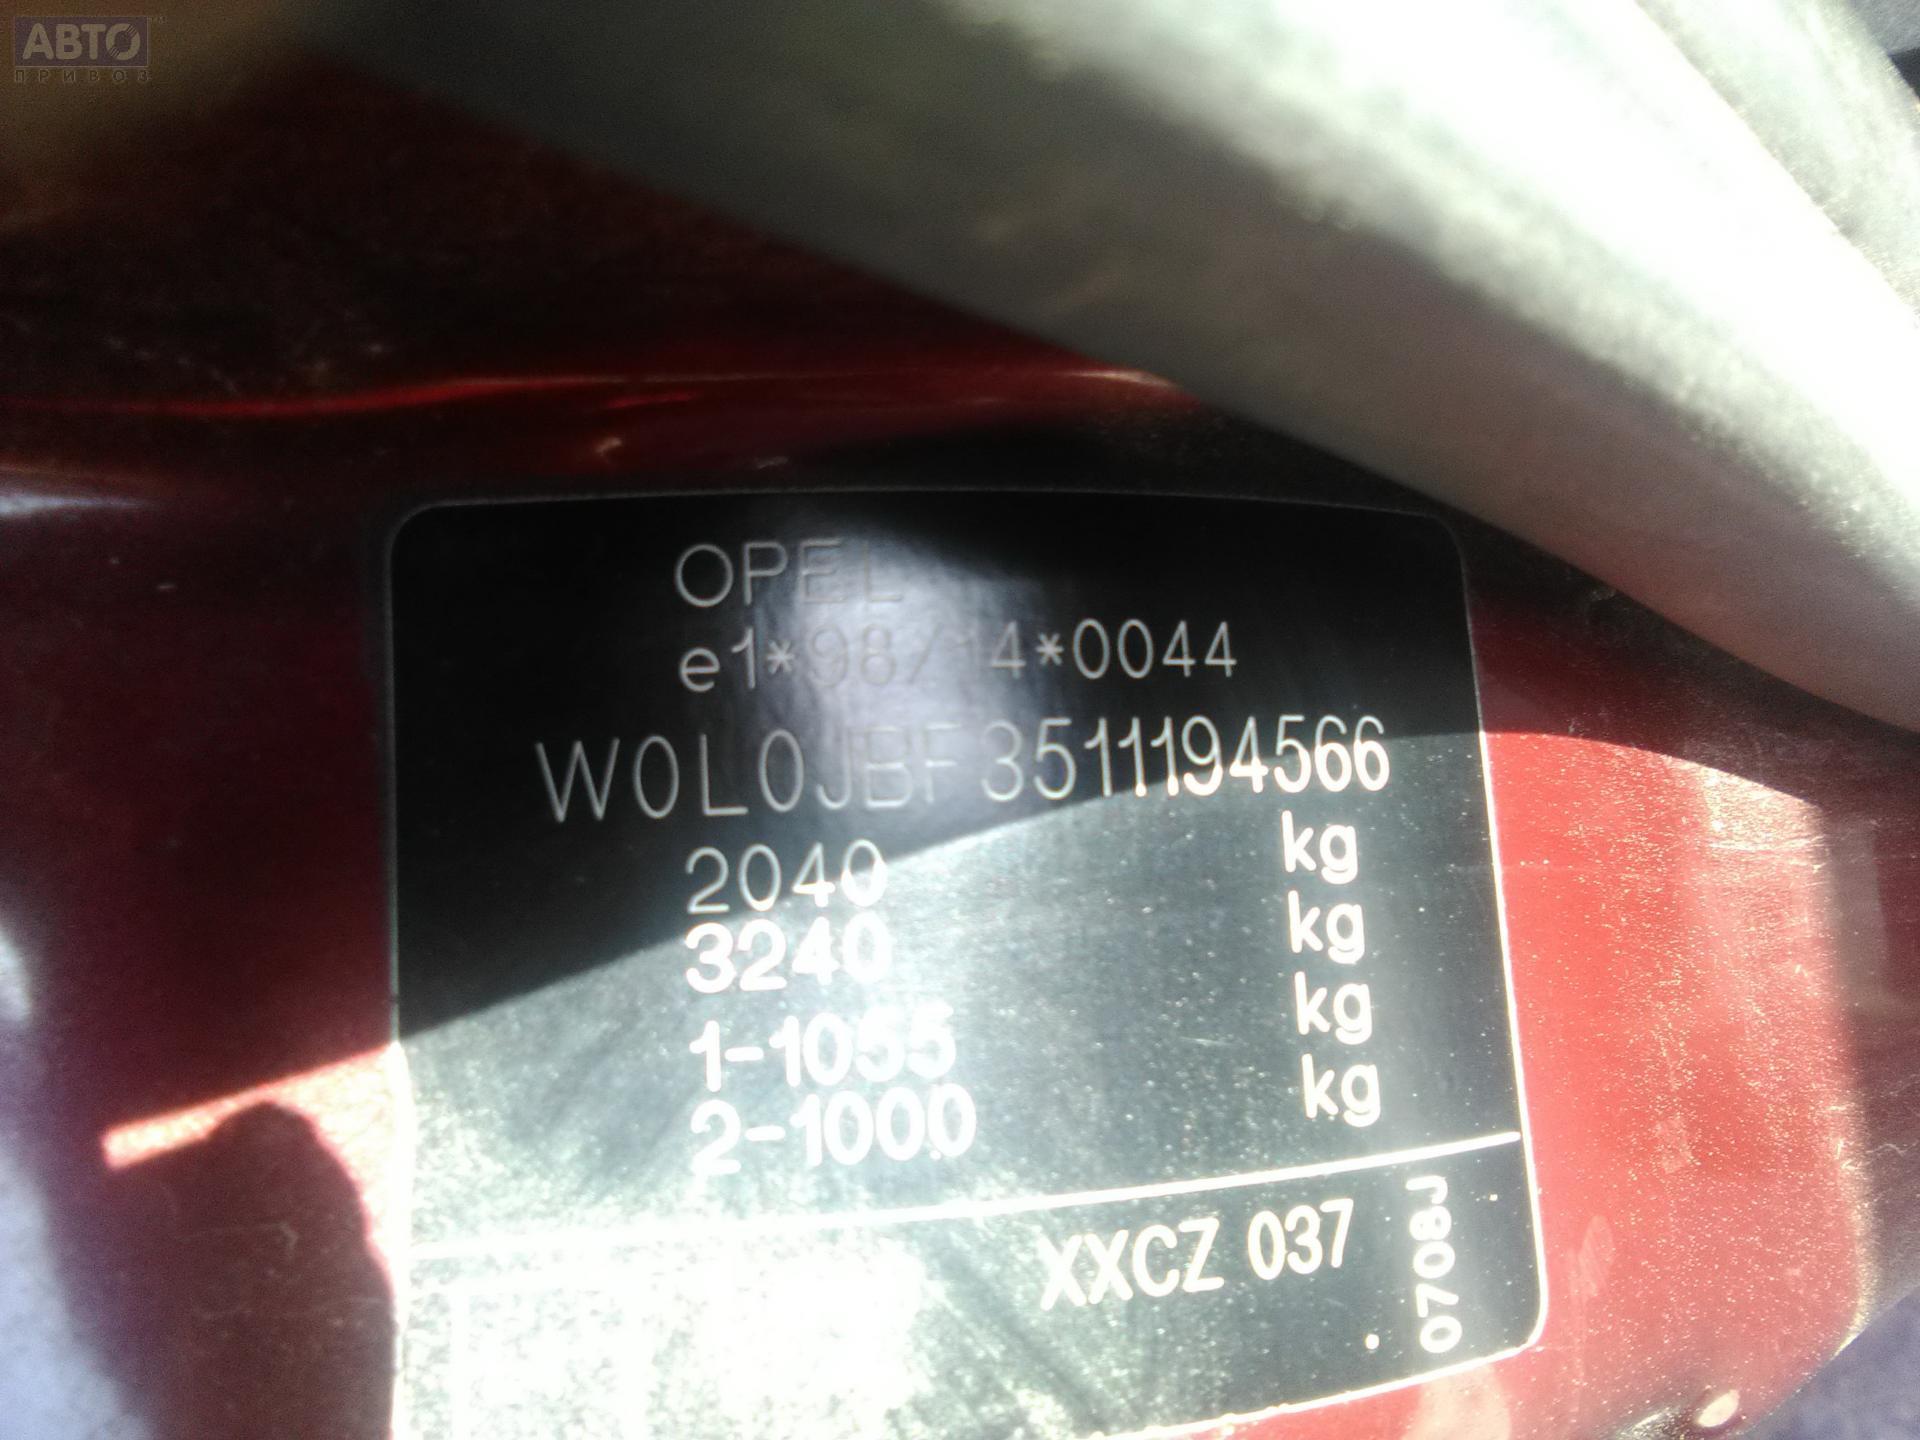 АВТО
ПРИВОЗ
OPEL
e1*98/14*0044
W0L0JBF3511194566
2040 kg
3240 kg
1-1055 kg
2-1000 kg
XXCZ 037
0708J